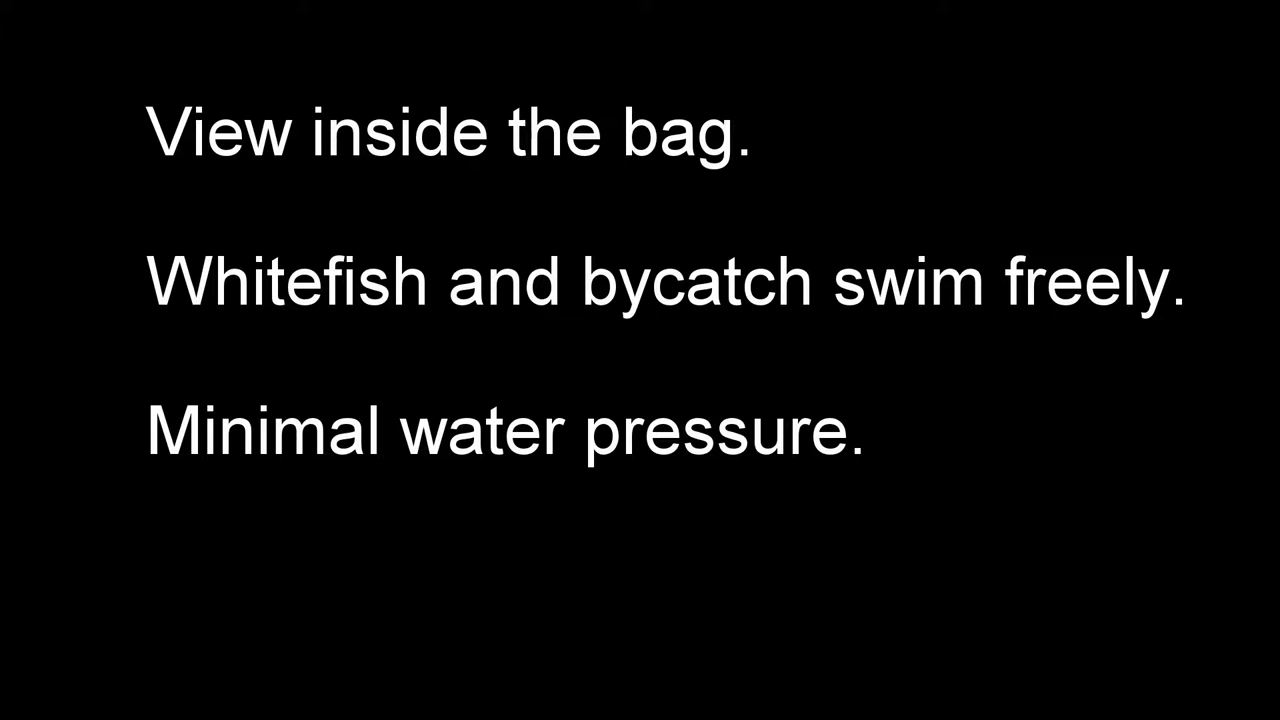 View inside the bag.
Whitefish and bycatch swim freely.
Minimal water pressure.